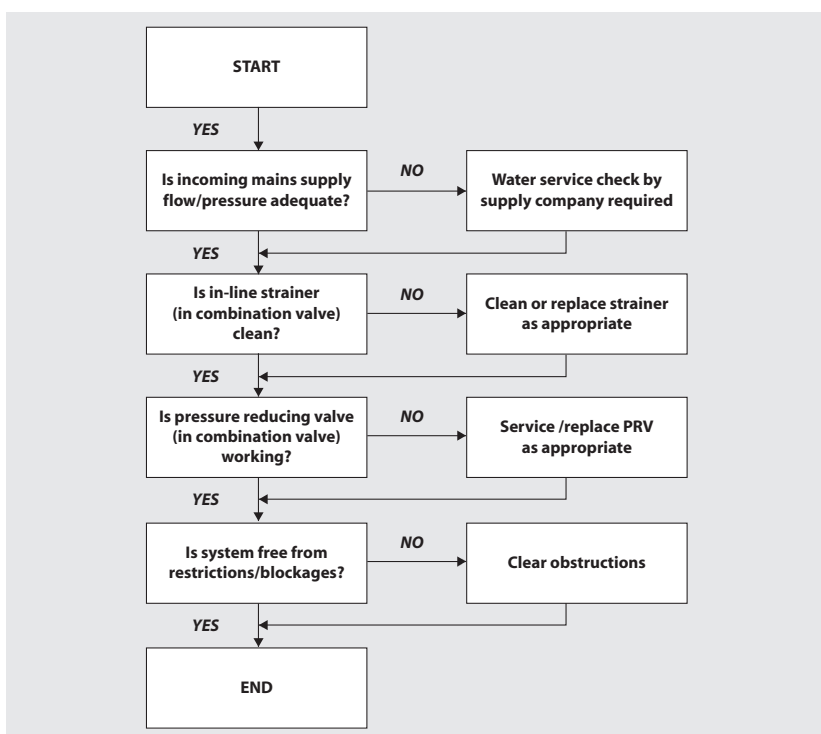 START
YES
Is incoming mains supply
flow/pressure adequate?
NO
Water service check by
supply company required
YES
Is in-line strainer
(in combination valve)
clean?
NO
Clean or replace strainer
as appropriate
YES
Is pressure reducing valve
(in combination valve)
working?
NO
Service /replace PRV
as appropriate
YES
Is system free from
restrictions/blockages?
NO
Clear obstructions
YES
END